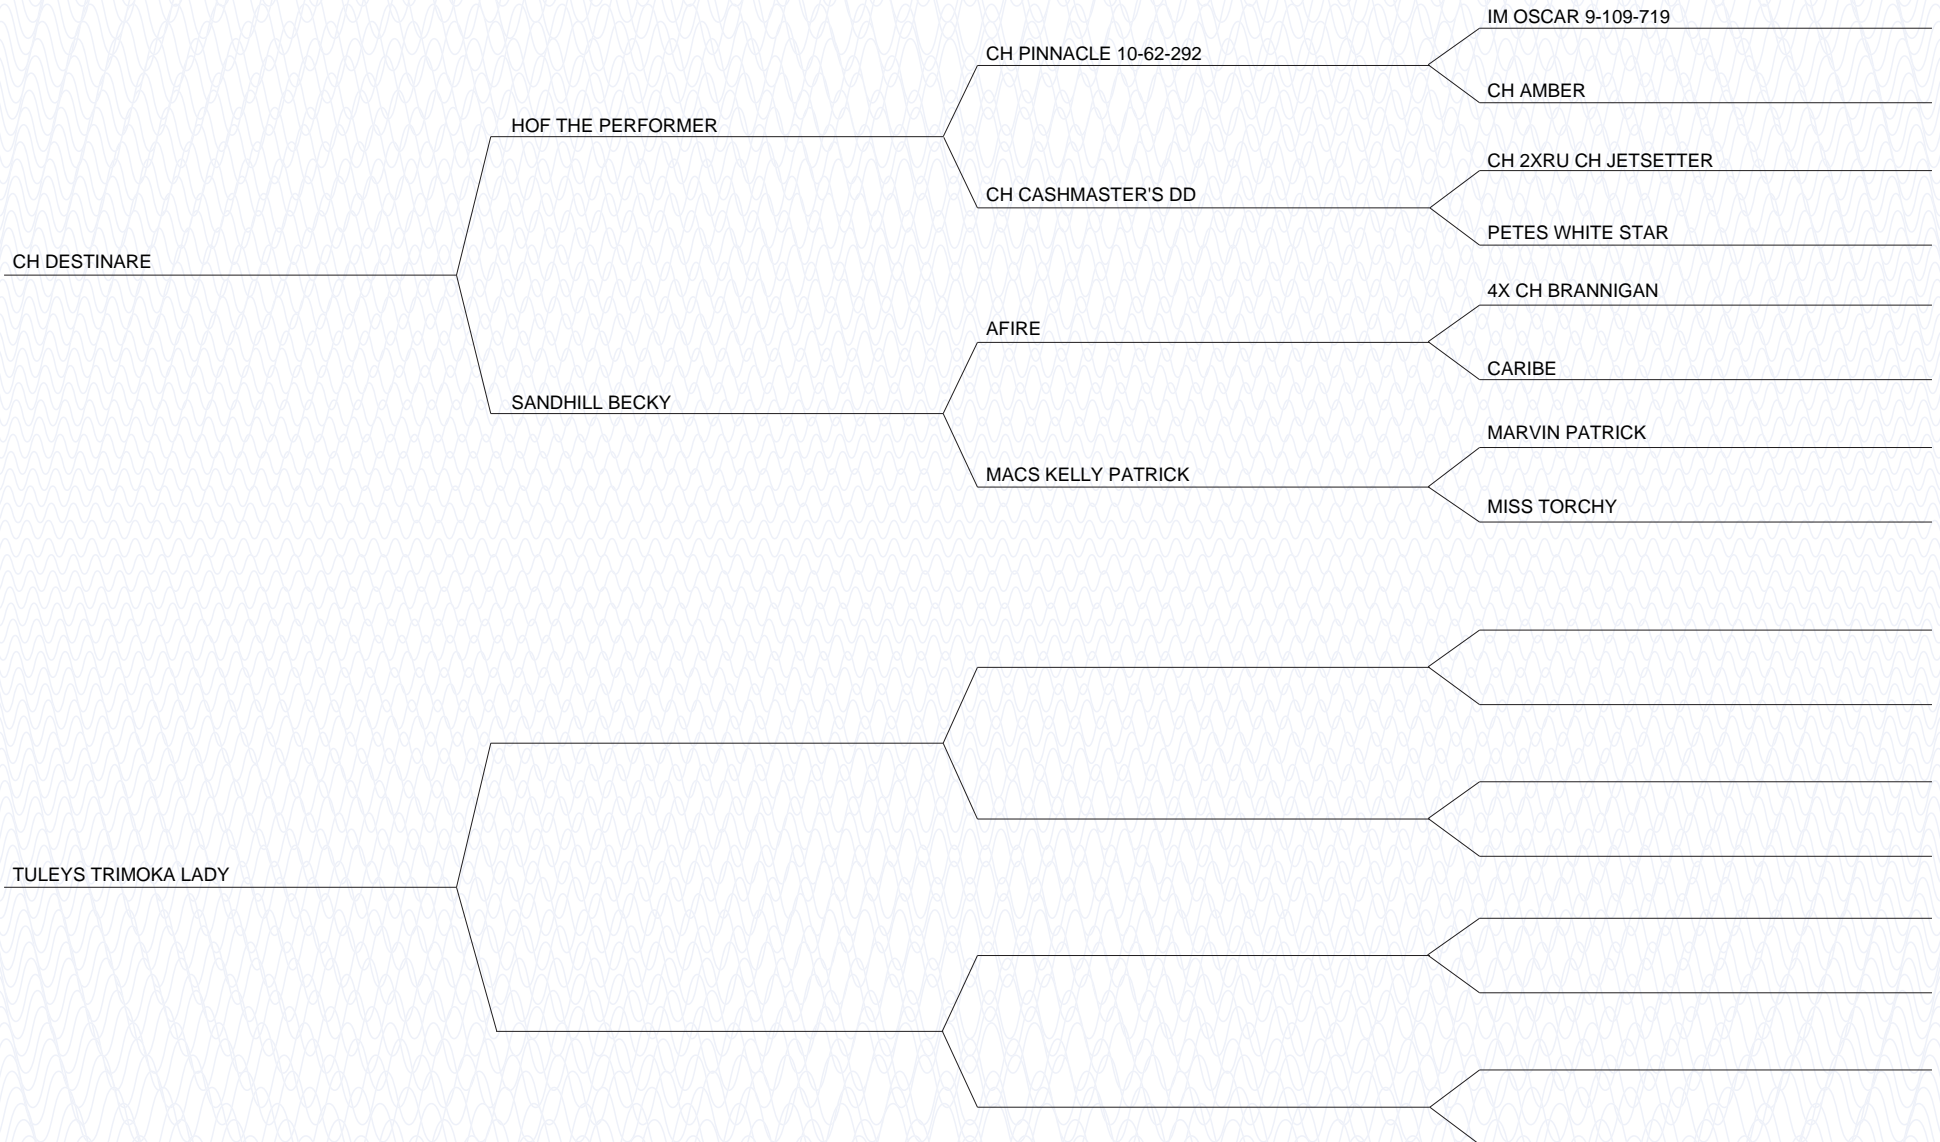 IM OSCAR 9-109-719
CH PINNACLE 10-62-292
CH AMBER
HOF THE PERFORMER
CH 2XRU CH JETSETTER
CH CASHMASTER'S DD
PETES WHITE STAR
CH DESTINARE
4X CH BRANNIGAN
AFIRE
CARIBE
SANDHILL BECKY
MARVIN PATRICK
MACS KELLY PATRICK
MISS TORCHY
TULEYS TRIMOKA LADY